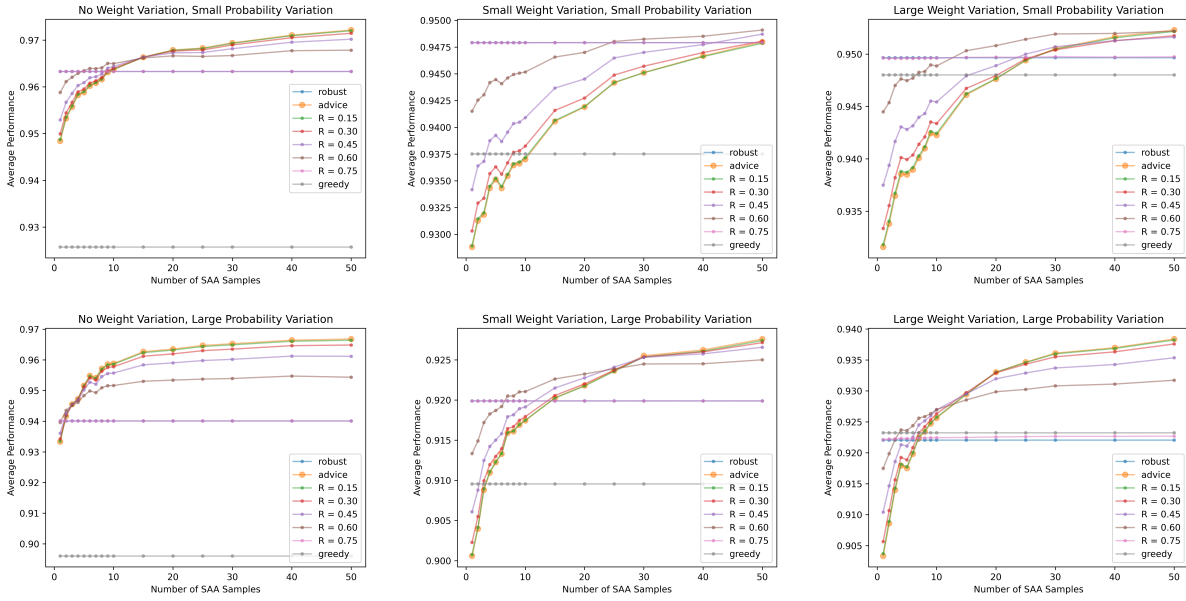 No Weight Variation, Small Probability Variation
Average Performance
0.97
0.96
0.95
0.94
0.93
0
10
20
30
40
50
Number of SAA Samples
robust
advice
R = 0.15
R = 0.30
R = 0.45
R = 0.60
R = 0.75
greedy
Small Weight Variation, Small Probability Variation
Average Performance
0.9500
0.9475
0.9450
0.9425
0.9400
0.9375
0.9350
0.9325
0.9300
0
10
20
30
40
50
Number of SAA Samples
robust
advice
R = 0.15
R = 0.30
R = 0.45
R = 0.60
R = 0.75
greedy
Large Weight Variation, Small Probability Variation
Average Performance
0.950
0.945
0.940
0.935
0
10
20
30
40
50
Number of SAA Samples
robust
advice
R = 0.15
R = 0.30
R = 0.45
R = 0.60
R = 0.75
greedy
No Weight Variation, Large Probability Variation
Average Performance
0.97
0.96
0.95
0.94
0.93
0.92
0.91
0.90
0
10
20
30
40
50
Number of SAA Samples
robust
advice
R = 0.15
R = 0.30
R = 0.45
R = 0.60
R = 0.75
greedy
Small Weight Variation, Large Probability Variation
Average Performance
0.925
0.920
0.915
0.910
0.905
0.900
0
10
20
30
40
50
Number of SAA Samples
robust
advice
R = 0.15
R = 0.30
R = 0.45
R = 0.60
R = 0.75
greedy
Large Weight Variation, Large Probability Variation
Average Performance
0.940
0.935
0.930
0.925
0.920
0.915
0.910
0.905
0
10
20
30
40
50
Number of SAA Samples
robust
advice
R = 0.15
R = 0.30
R = 0.45
R = 0.60
R = 0.75
greedy